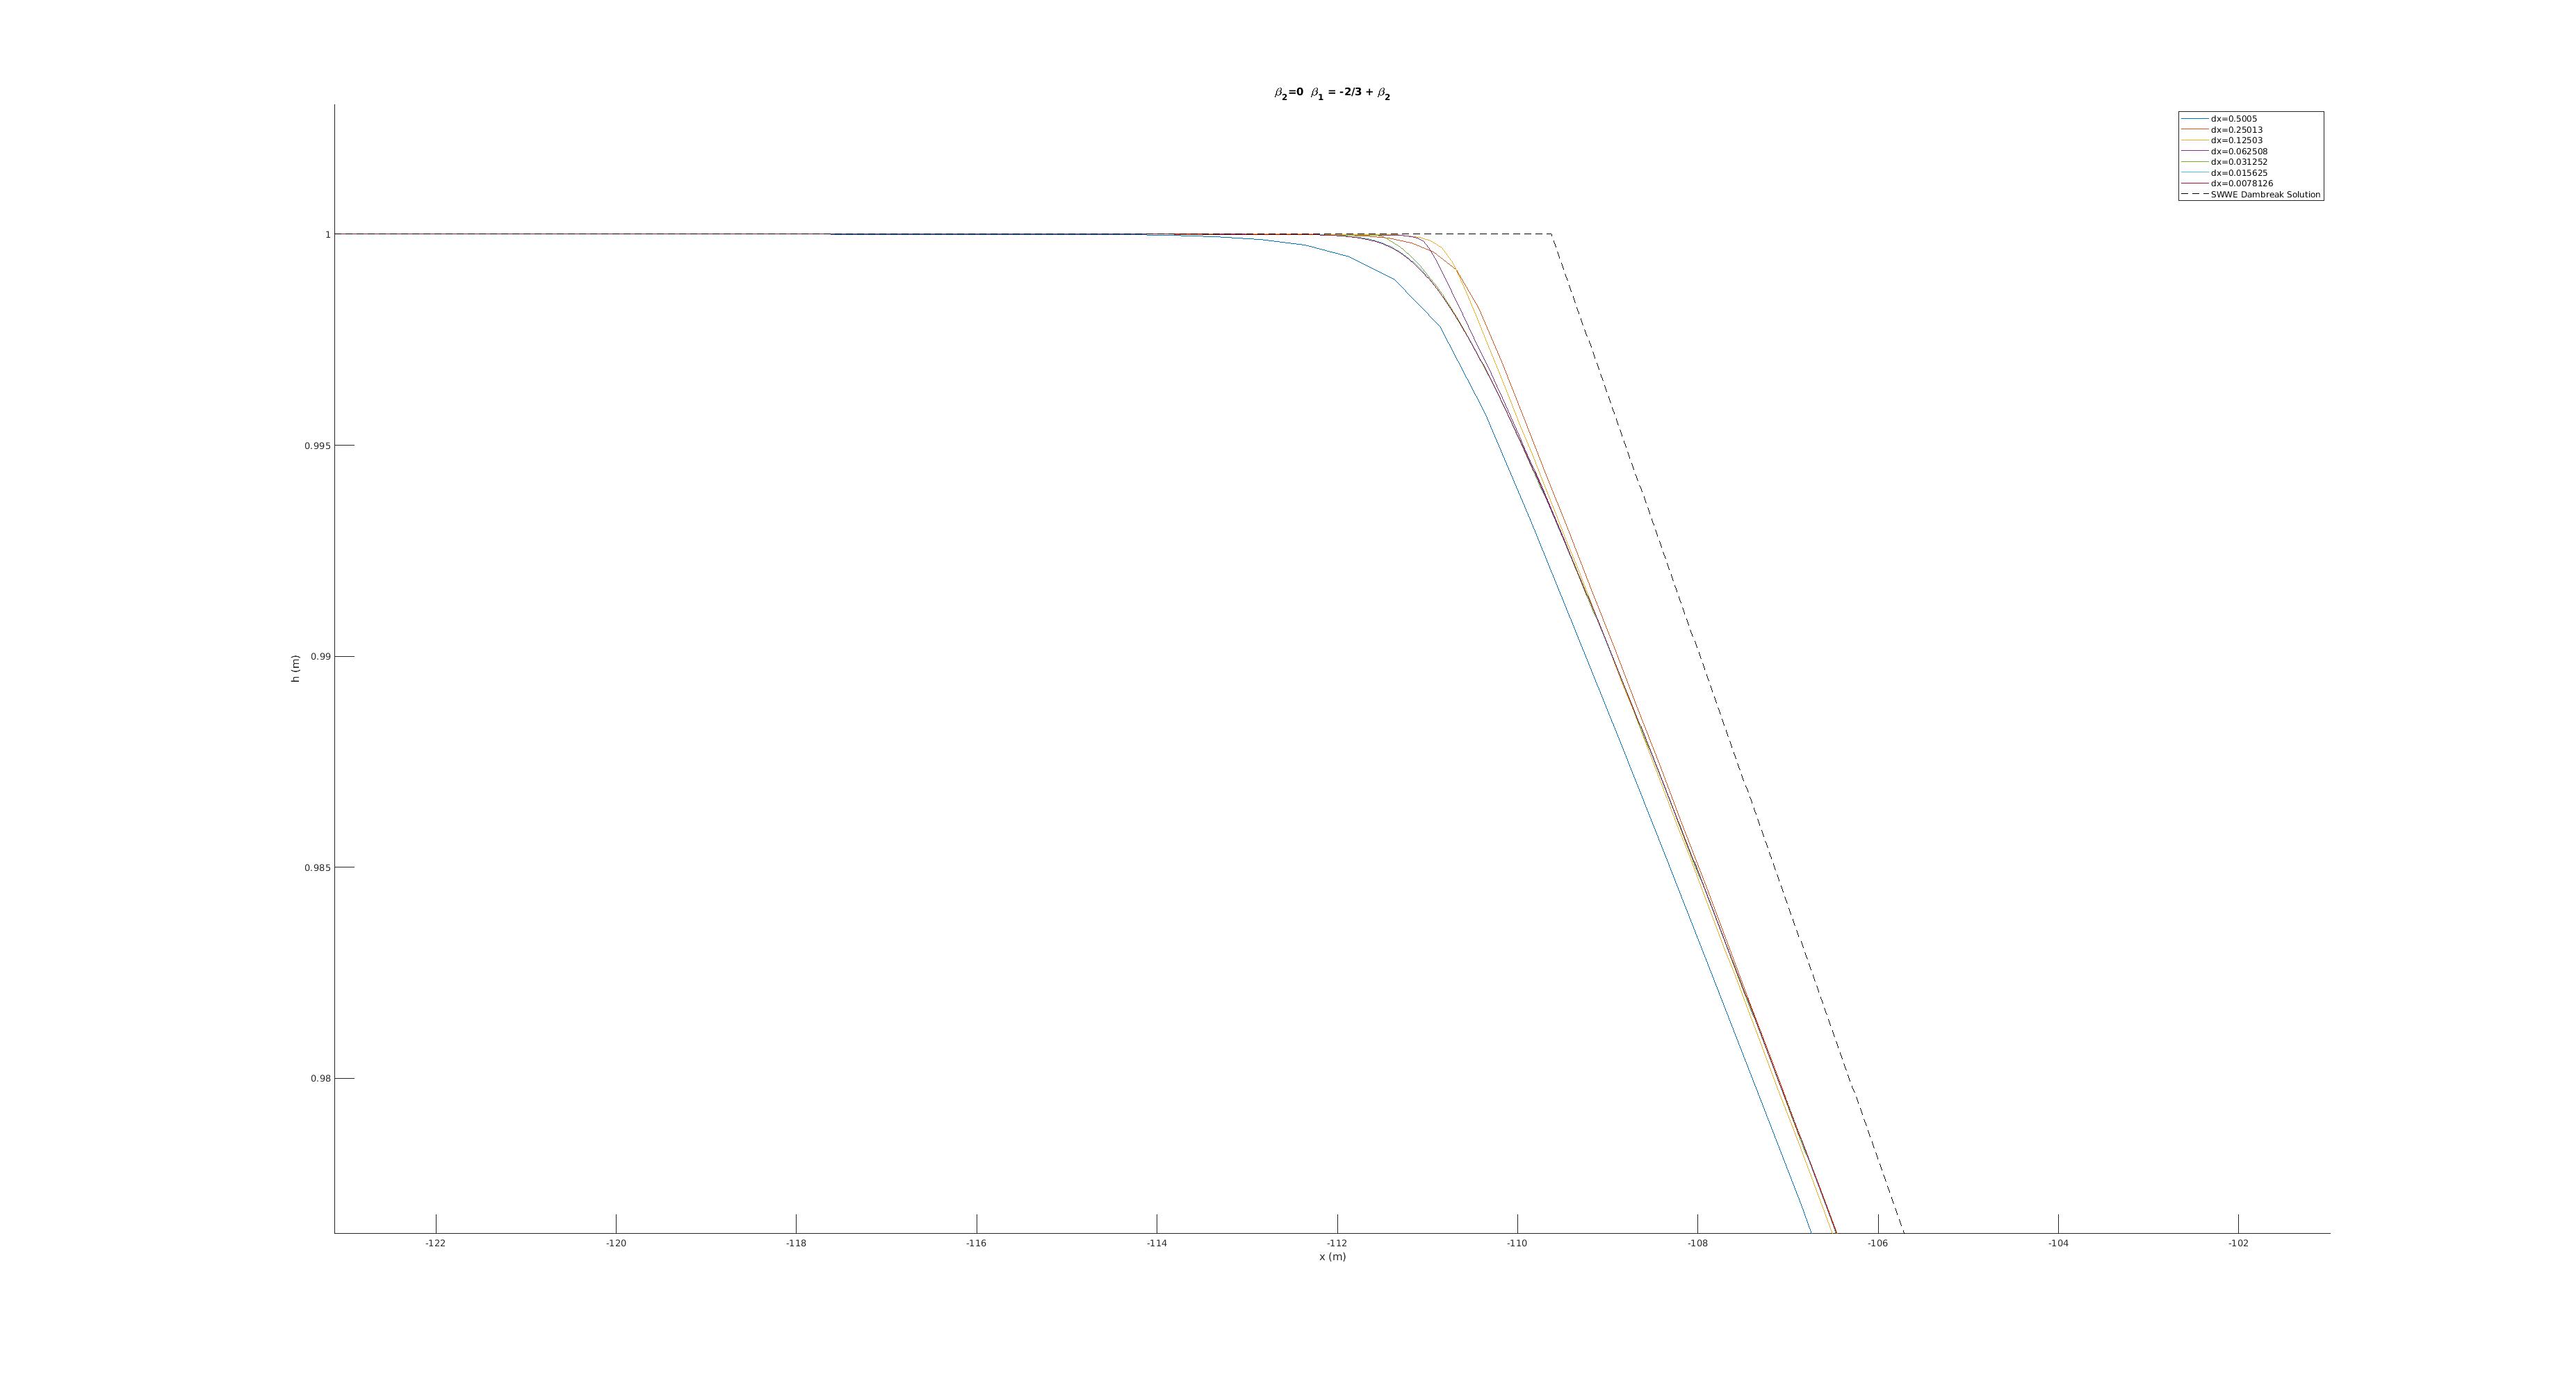 β2=0 β1 = -2/3 + β2
dx=0.5005
dx=0.25013
dx=0.12503
dx=0.062508
dx=0.031252
dx=0.015625
dx=0.0078126
SWWE Dambreak Solution
1
0.995
0.99
0.985
0.98
h (m)
-122 -120 -118 -116 -114 -112 -110 -108 -106 -104 -102
x (m)